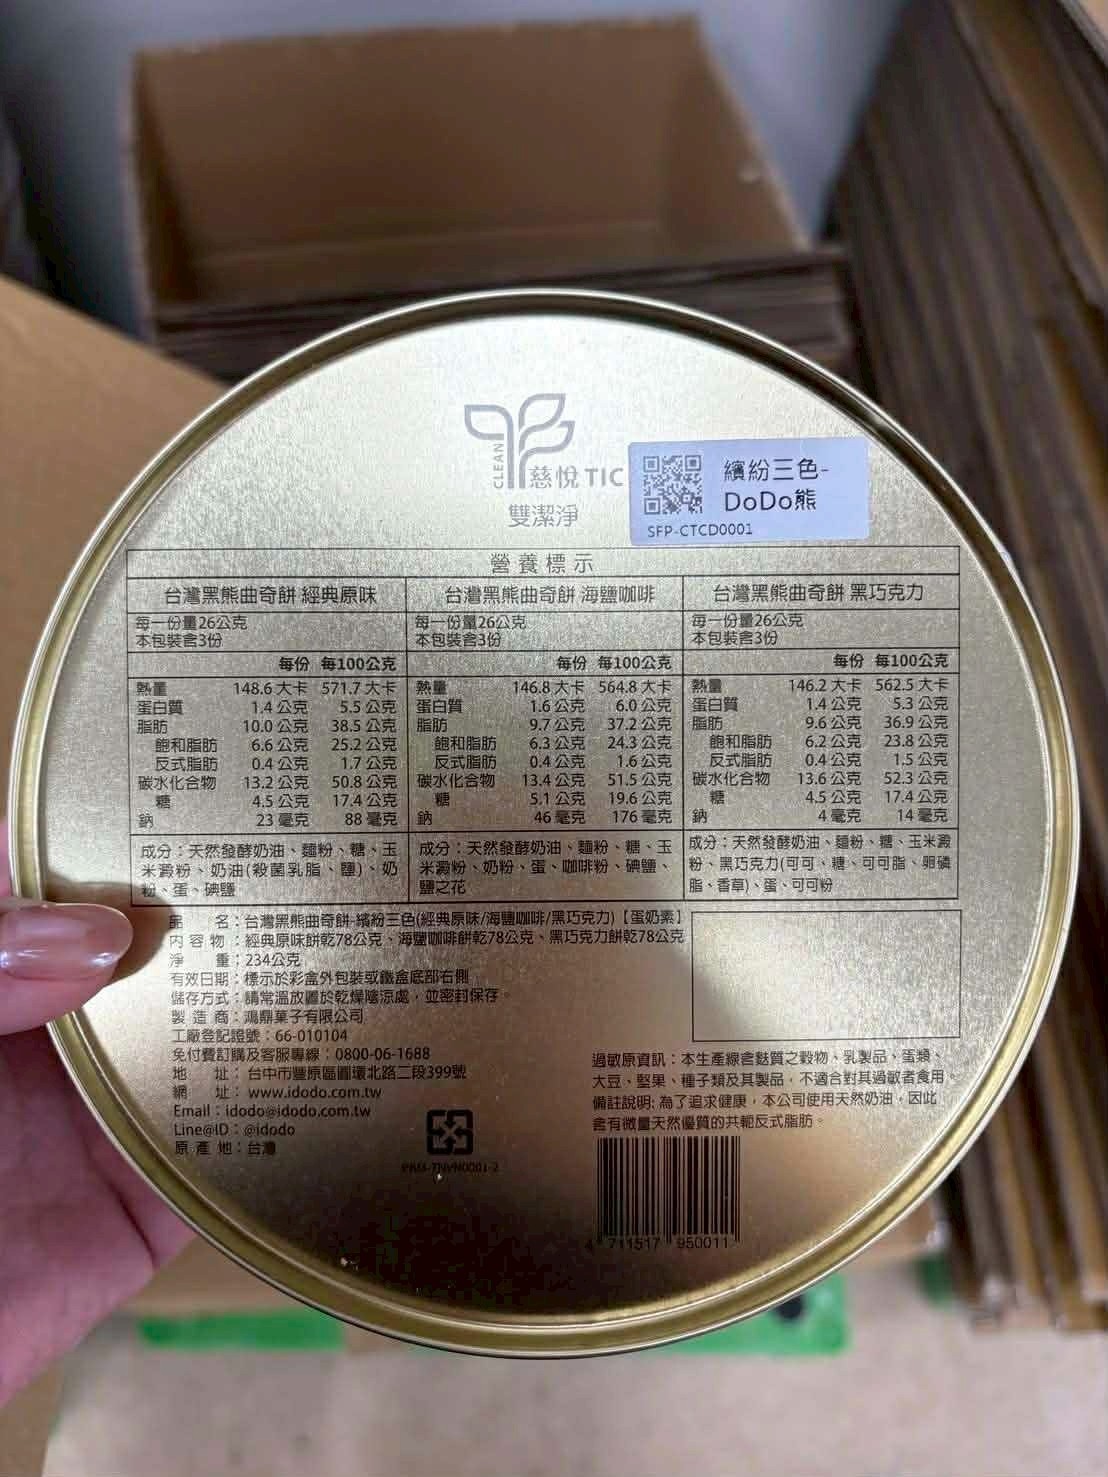 CLEAN
慈悅TIC
雙潔淨
繽紛三色-
DoDo熊
SFP-CTCD0001
營養標示
台灣黑熊曲奇餅 經典原味
每一份量26公克
本包裝含3份
每份 每100公克
熱量 148.6 大卡 571.7 大卡
蛋白質 1.4 公克 5.5 公克
脂肪 10.0 公克 38.5 公克
飽和脂肪 6.6 公克 25.2 公克
反式脂肪 0.4 公克 1.7 公克
碳水化合物 13.2 公克 50.8 公克
糖 4.5 公克 17.4 公克
鈉 23 毫克 88 毫克
成分：天然發酵奶油、麵粉、糖、玉
米澱粉、奶油(殺菌乳脂、鹽)、奶
粉、蛋、碘鹽
台灣黑熊曲奇餅 海鹽咖啡
每一份量26公克
本包裝含3份
每份 每100公克
熱量 146.8 大卡 564.8 大卡
蛋白質 1.6 公克 6.0 公克
脂肪 9.7 公克 37.2 公克
飽和脂肪 6.3 公克 24.3 公克
反式脂肪 0.4 公克 1.6 公克
碳水化合物 13.4 公克 51.5 公克
糖 5.1 公克 19.6 公克
鈉 46 毫克 176 毫克
成分：天然發酵奶油、麵粉、糖、玉
米澱粉、奶粉、蛋、咖啡粉、碘鹽、
鹽之花
台灣黑熊曲奇餅 黑巧克力
每一份量26公克
本包裝含3份
每份 每100公克
熱量 146.2 大卡 562.5 大卡
蛋白質 1.4 公克 5.3 公克
脂肪 9.6 公克 36.9 公克
飽和脂肪 6.2 公克 23.8 公克
反式脂肪 0.4 公克 1.5 公克
碳水化合物 13.6 公克 52.3 公克
糖 4.5 公克 17.4 公克
鈉 4 毫克 14 毫克
成分：天然發酵奶油、麵粉、糖、玉米澱
粉、黑巧克力(可可、糖、可可脂、卵磷
脂、香草)、蛋、可可粉
品名：台灣黑熊曲奇餅-繽紛三色(經典原味/海鹽咖啡/黑巧克力)【蛋奶素】
內容物：經典原味餅乾78公克、海鹽咖啡餅乾78公克、黑巧克力餅乾78公克
淨重：234公克
有效日期：標示於彩盒外包裝或鐵盒底部右側
儲存方式：請常溫放置於乾燥陰涼處，並密封保存。
製造商：鴻鼎菓子有限公司
工廠登記證號：66-010104
免付費訂購及客服專線：0800-06-1688
地址：台中市豐原區圓環北路二段399號
網址：www.idodo.com.tw
Email：idodo@idodo.com.tw
Line@ID：@idodo
原產地：台灣
PRM-TNVN0001-2
過敏原資訊：本生產線含麩質之穀物、乳製品、蛋類、
大豆、堅果、種子類及其製品，不適合對其過敏者食用。
備註說明: 為了追求健康，本公司使用天然奶油，因此
含有微量天然優質的共軛反式脂肪。
4 711517 950011